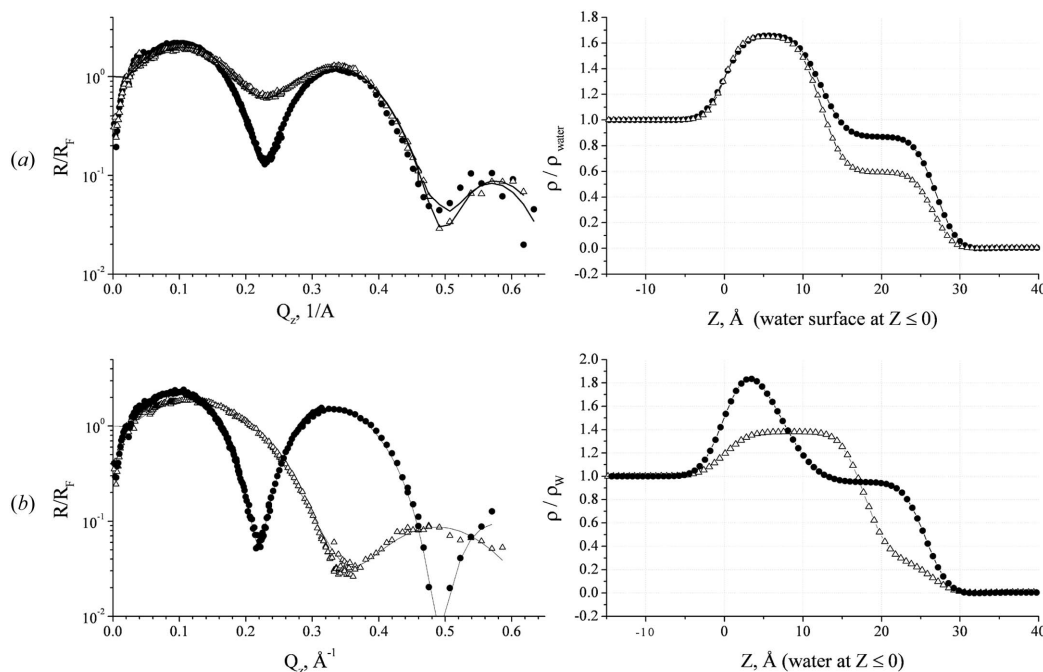 (a)
R/R_F
10^0
10^-1
10^-2
0.0 0.1 0.2 0.3 0.4 0.5 0.6
Q_z, 1/A
ρ / ρ_water
1.8
1.6
1.4
1.2
1.0
0.8
0.6
0.4
0.2
0.0
-0.2
-10 0 10 20 30 40
Z, Å (water surface at Z ≤ 0)
(b)
R/R_F
10^0
10^-1
10^-2
0.0 0.1 0.2 0.3 0.4 0.5 0.6
Q_z, Å^-1
ρ / ρ_W
2.0
1.8
1.6
1.4
1.2
1.0
0.8
0.6
0.4
0.2
0.0
-0.2
-10 0 10 20 30 40
Z, Å (water at Z ≤ 0)